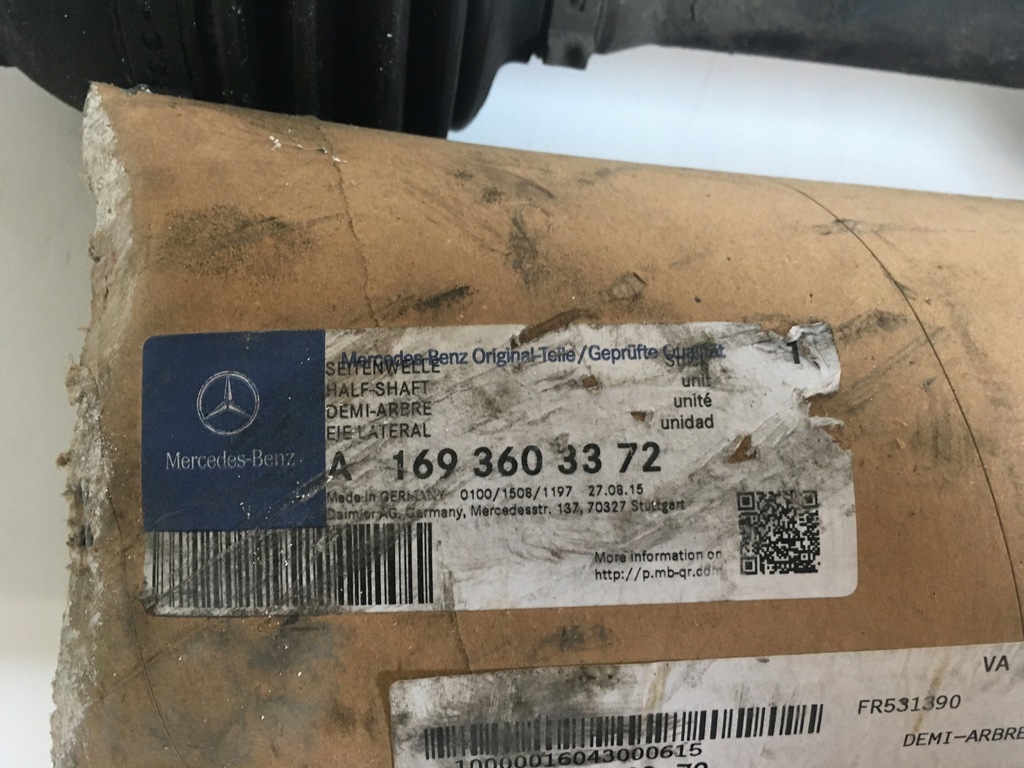 Mercedes-Benz Original-Teile/Geprüfte Qualität
SEITENWELLE
HALF-SHAFT
DEMI-ARBRE
EJE LATERAL
1
unit
unité
unidad
Mercedes-Benz
A 169 360 33 72
Made in GERMANY 0100/1508/1197 27.08.15
Daimler AG, Germany, Mercedesstr. 137, 70327 Stuttgart
More information on
http://p.mb-qr.com
VA
FR531390
DEMI-ARBRE
10000016043000615